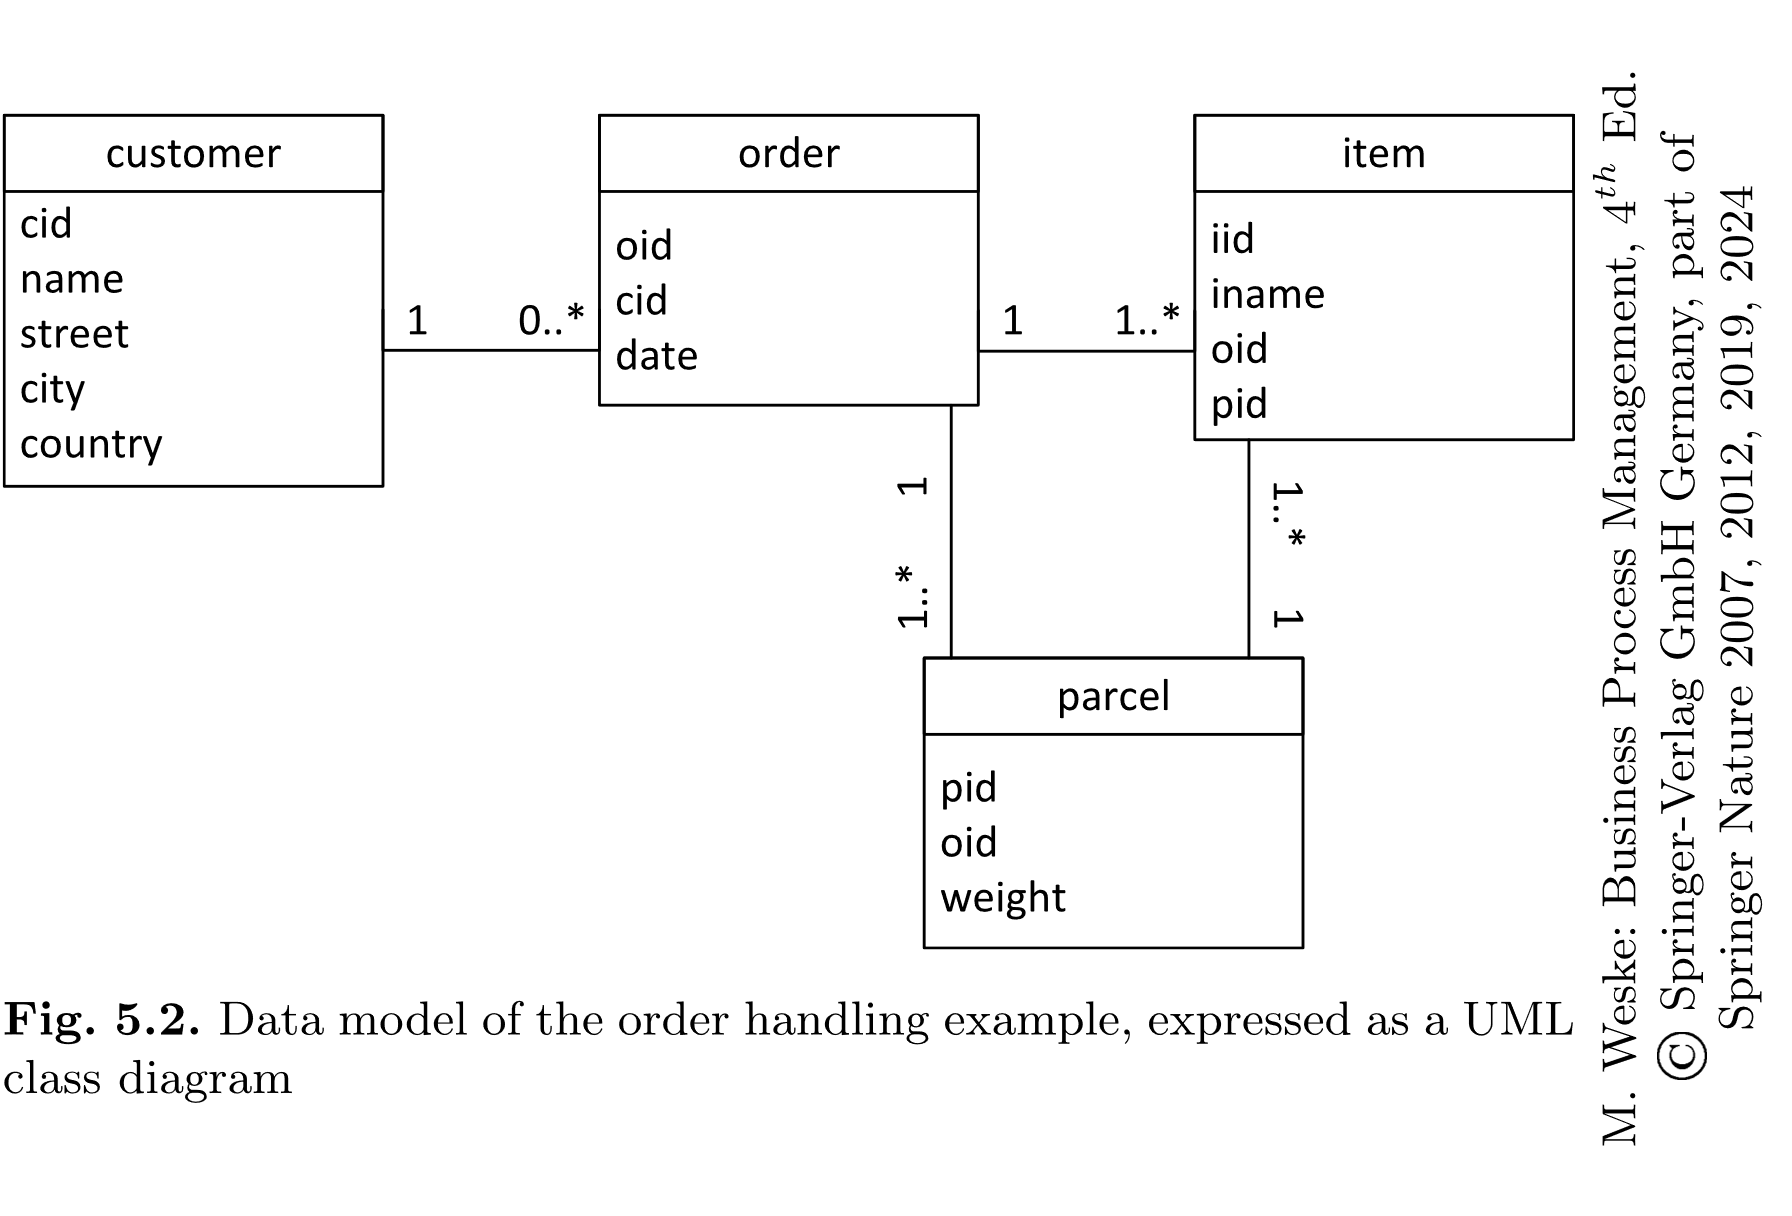 customer
cid
name
street
city
country
1
0..*
order
oid
cid
date
1
1..*
item
iid
iname
oid
pid
1
1..*
1..*
1
parcel
pid
oid
weight
Fig. 5.2. Data model of the order handling example, expressed as a UML
class diagram
M. Weske: Business Process Management, 4th Ed.
© Springer-Verlag GmbH Germany, part of
Springer Nature 2007, 2012, 2019, 2024